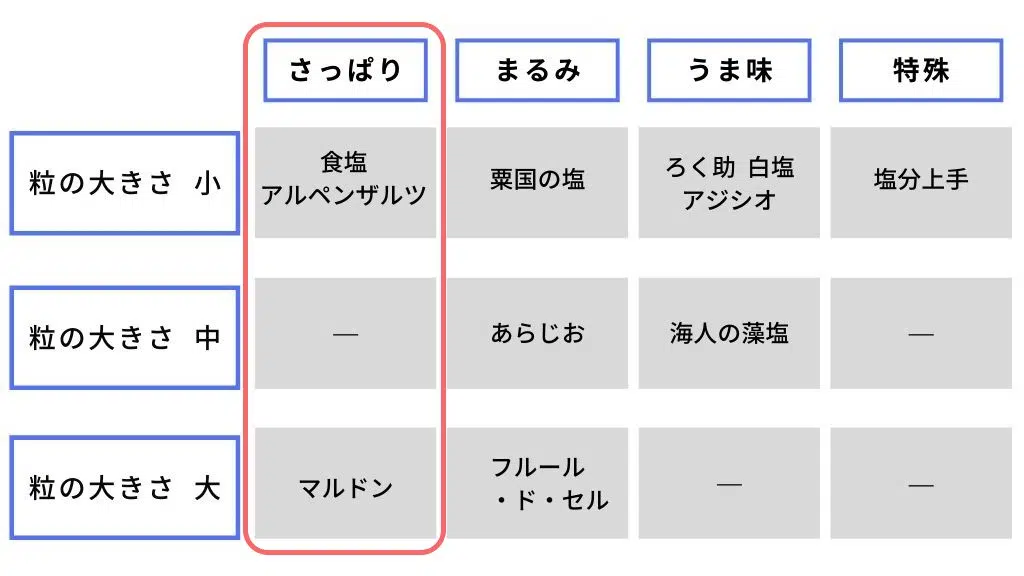 さっぱり
まるみ
うま味
特殊
粒の大きさ 小
食塩
アルペンザルツ
粟国の塩
ろく助 白塩
アジシオ
塩分上手
粒の大きさ 中
—
あらじお
海人の藻塩
—
粒の大きさ 大
マルドン
フルール
・ド・セル
—
—